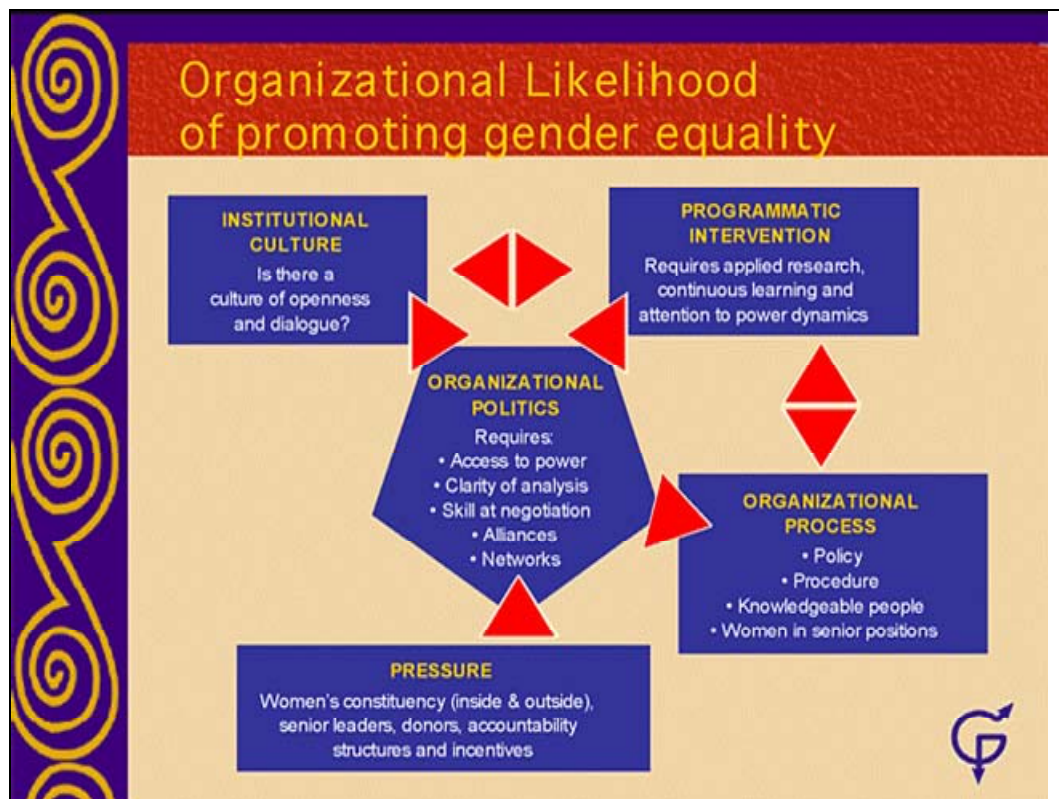 Organizational Likelihood
of promoting gender equality
INSTITUTIONAL
CULTURE
Is there a
culture of openness
and dialogue?
PROGRAMMATIC
INTERVENTION
Requires applied research,
continuous learning and
attention to power dynamics
ORGANIZATIONAL
POLITICS
Requires:
• Access to power
• Clarity of analysis
• Skill at negotiation
• Alliances
• Networks
ORGANIZATIONAL
PROCESS
• Policy
• Procedure
• Knowledgeable people
• Women in senior positions
PRESSURE
Women's constituency (inside & outside),
senior leaders, donors, accountability
structures and incentives